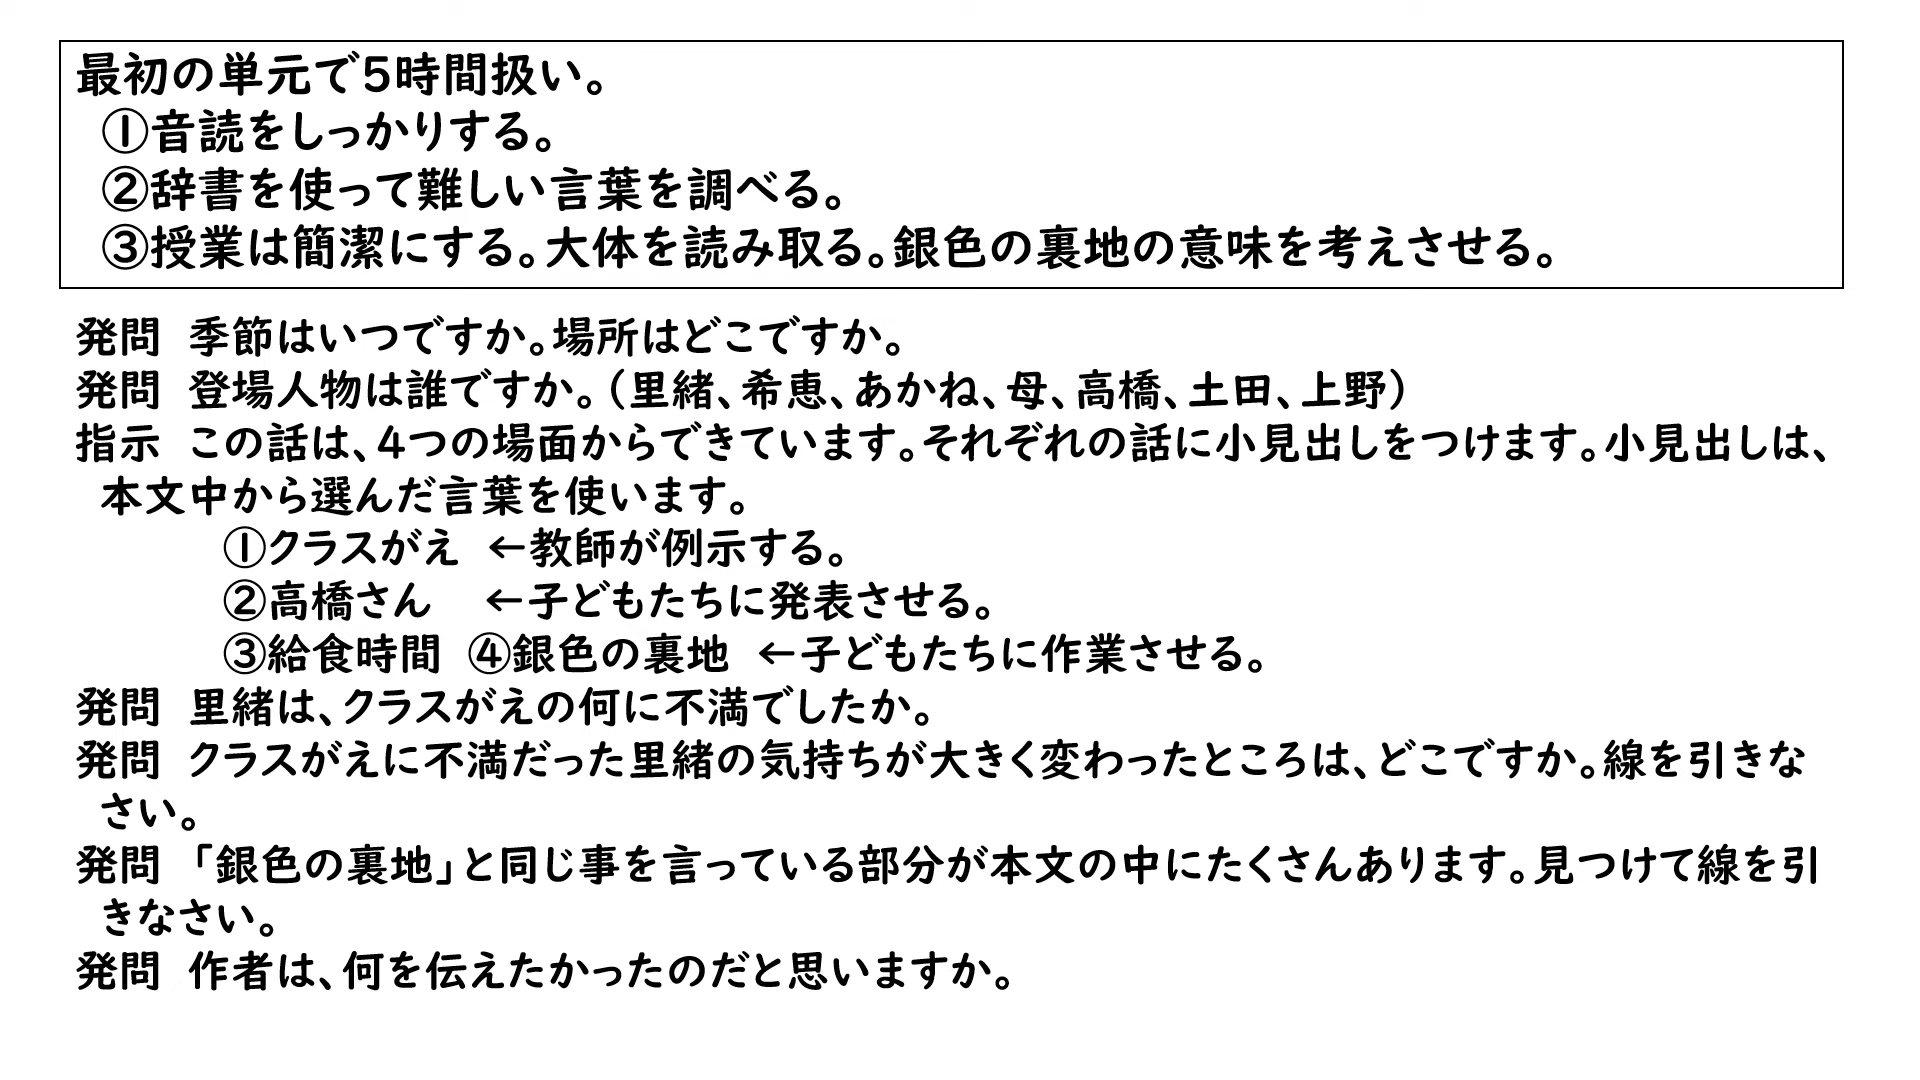 最初の単元で5時間扱い。
①音読をしっかりする。
②辞書を使って難しい言葉を調べる。
③授業は簡潔にする。大体を読み取る。銀色の裏地の意味を考えさせる。
発問　季節はいつですか。場所はどこですか。
発問　登場人物は誰ですか。（里緒、希恵、あかね、母、高橋、土田、上野）
指示　この話は、4つの場面からできています。それぞれの話に小見出しをつけます。小見出しは、
本文中から選んだ言葉を使います。
①クラスがえ　←教師が例示する。
②高橋さん　←子どもたちに発表させる。
③給食時間　④銀色の裏地　←子どもたちに作業させる。
発問　里緒は、クラスがえの何に不満でしたか。
発問　クラスがえに不満だった里緒の気持ちが大きく変わったところは、どこですか。線を引きな
さい。
発問　「銀色の裏地」と同じ事を言っている部分が本文の中にたくさんあります。見つけて線を引
きなさい。
発問　作者は、何を伝えたかったのだと思いますか。